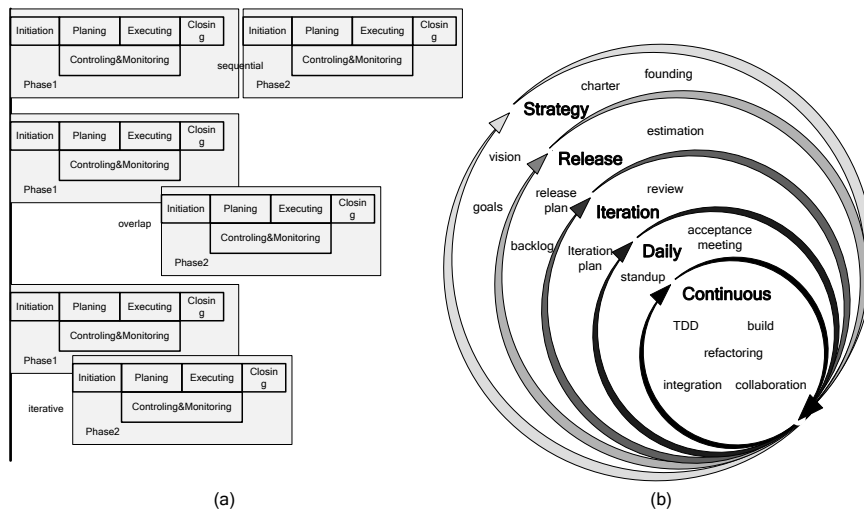 Initiation Planing Executing Closin
g
Controling&Monitoring
Phase1
sequential
Initiation Planing Executing Closin
g
Controling&Monitoring
Phase2
Initiation Planing Executing Closin
g
Controling&Monitoring
Phase1
overlap
Initiation Planing Executing Closin
g
Controling&Monitoring
Phase2
Initiation Planing Executing Closin
g
Controling&Monitoring
Phase1
iterative
Initiation Planing Executing Closin
g
Controling&Monitoring
Phase2
(a)
founding
charter
Strategy
estimation
vision
Release
release
plan
review
goals
Iteration
backlog
acceptance
meeting
Iteration
plan
Daily
standup
Continuous
TDD build
refactoring
integration collaboration
(b)